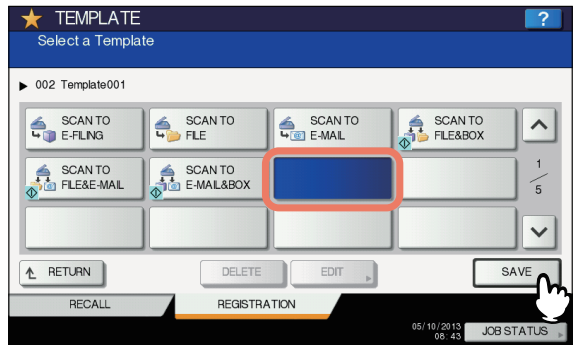 TEMPLATE
?
Select a Template
002 Template001
SCAN TO
E-FILING
SCAN TO
FILE
SCAN TO
E-MAIL
SCAN TO
FILE&BOX
SCAN TO
FILE&E-MAIL
SCAN TO
E-MAIL&BOX
1
5
RETURN
DELETE
EDIT
SAVE
RECALL
REGISTRATION
05/10/2013
08:43
JOB STATUS